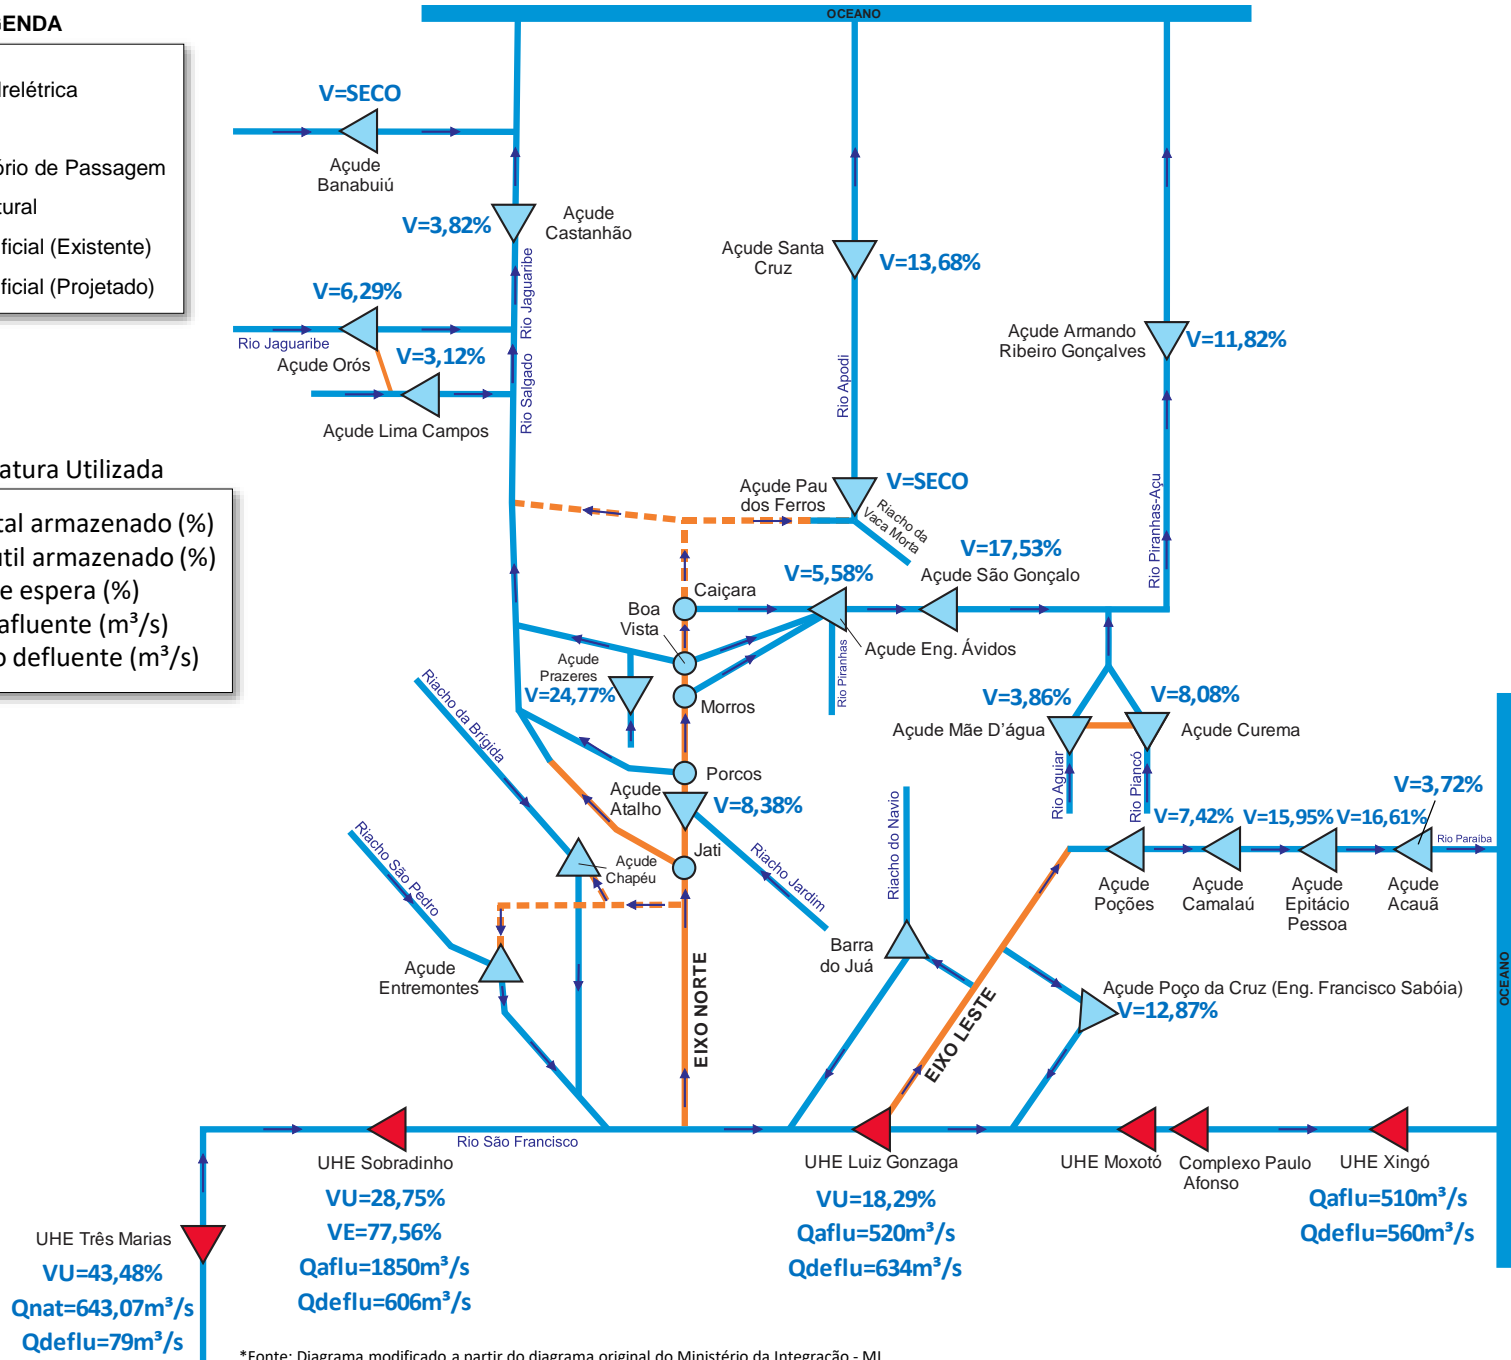 OCEANO
V=SECO
Açude
Banabuiú
V=3,82%
Açude
Castanhão
Rio Jaguaribe
V=6,29%
Rio Jaguaribe
Açude Orós
V=3,12%
Açude Lima Campos
Rio Salgado
Açude Santa
Cruz
V=13,68%
Rio Apodi
Açude Armando
Ribeiro Gonçalves
V=11,82%
Rio Piranhas-Açu
Açude Pau
dos Ferros
V=SECO
Riacho da
Vaca Morta
V=17,53%
Açude São Gonçalo
V=5,58%
Açude Eng. Ávidos
Rio Piranhas
Caiçara
Boa
Vista
Morros
Açude
Prazeres
V=24,77%
Porcos
Açude
Atalho
V=8,38%
Jati
Riacho Jardim
Riacho da Brigida
Riacho São Pedro
Açude
Chapéu
Açude
Entremontes
EIXO NORTE
V=3,86%
Açude Mãe D'água
V=8,08%
Açude Curema
Rio Aguiar
Rio Piancó
V=3,72%
V=7,42%
V=15,95%
V=16,61%
Rio Paraiba
Açude
Poções
Açude
Camalaú
Açude
Epitácio
Pessoa
Açude
Acauã
Riacho do Navio
Barra
do Juá
EIXO LESTE
Açude Poço da Cruz (Eng. Francisco Sabóia)
V=12,87%
OCEANO
Rio São Francisco
UHE Sobradinho
VU=28,75%
VE=77,56%
Qaflu=1850m³/s
Qdeflu=606m³/s
UHE Três Marias
VU=43,48%
Qnat=643,07m³/s
Qdeflu=79m³/s
UHE Luiz Gonzaga
VU=18,29%
Qaflu=520m³/s
Qdeflu=634m³/s
UHE Moxotó
Complexo Paulo
Afonso
UHE Xingó
Qaflu=510m³/s
Qdeflu=560m³/s
GENDA
drelétrica
ório de Passagem
tural
ificial (Existente)
ificial (Projetado)
atura Utilizada
tal armazenado (%)
útil armazenado (%)
e espera (%)
afluente (m³/s)
o defluente (m³/s)
*Fonte: Diagrama modificado a partir do diagrama original do Ministério da Integração - MI